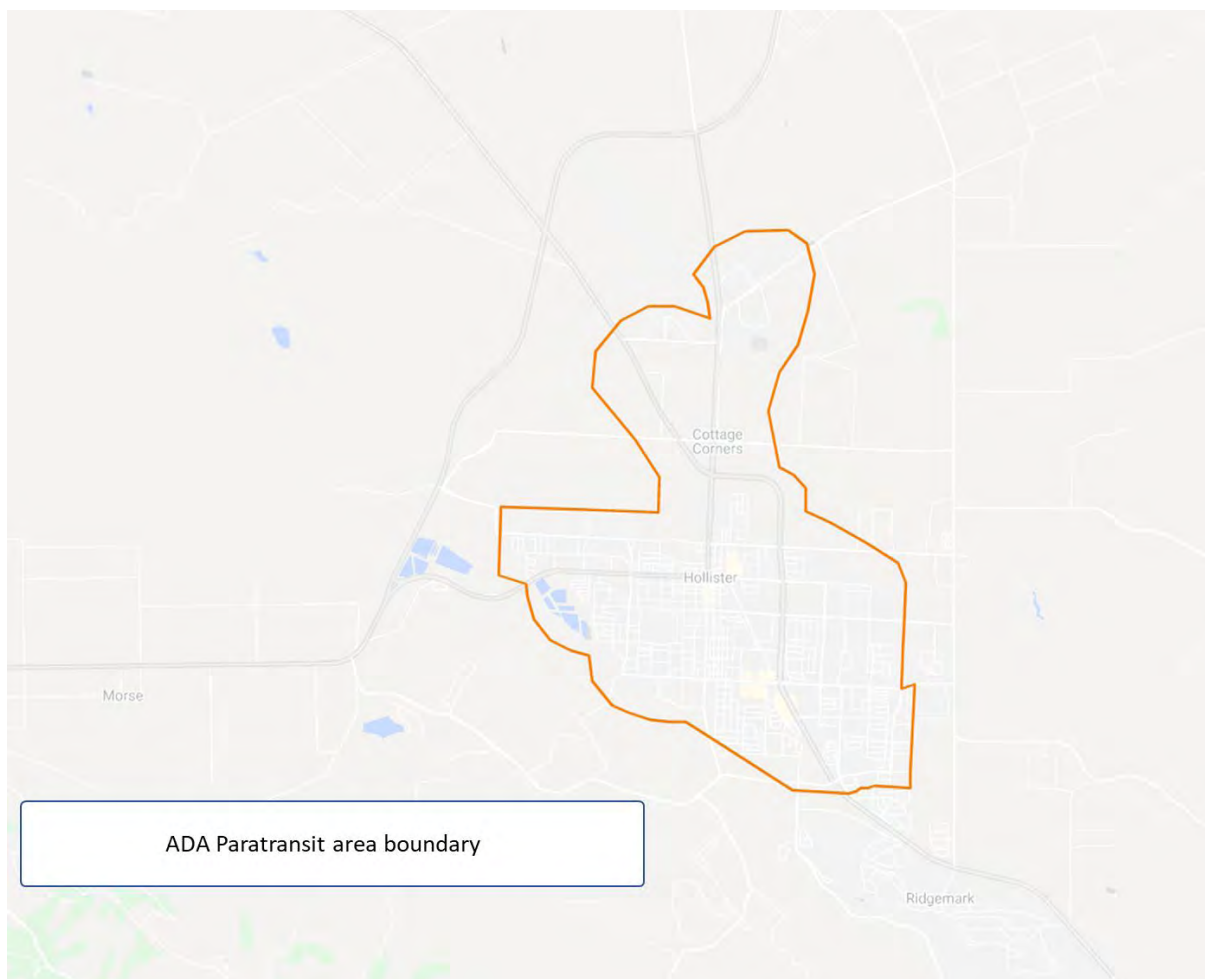 Cottage
Corners
Hollister
Morse
ADA Paratransit area boundary
Ridgemark